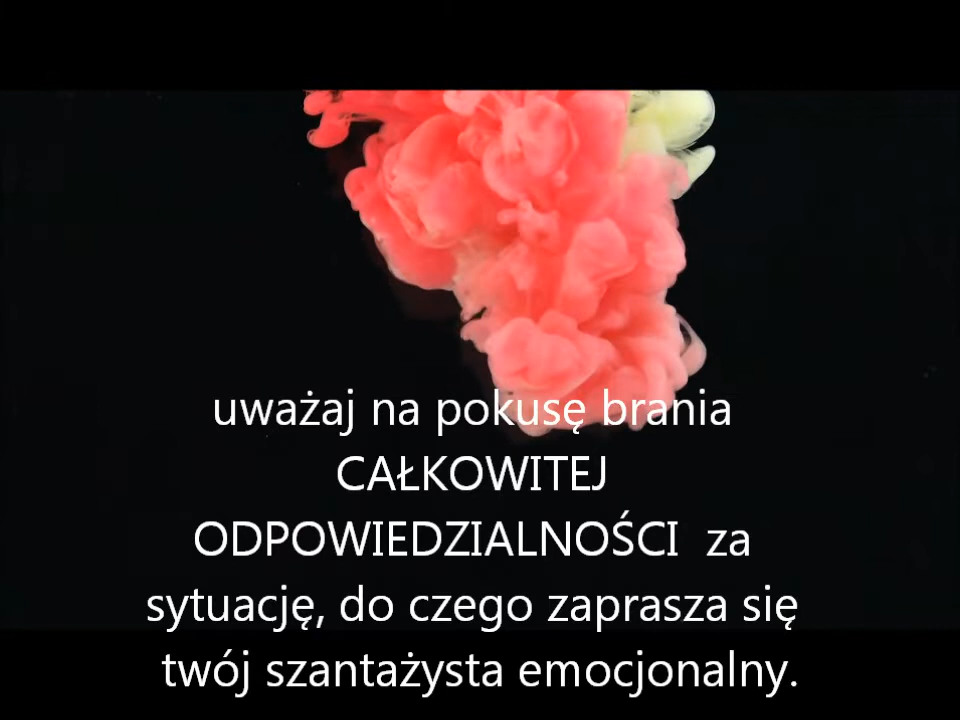 uważaj na pokusę brania
CAŁKOWITEJ
ODPOWIEDZIALNOŚCI za
sytuację, do czego zaprasza się
twój szantażysta emocjonalny.